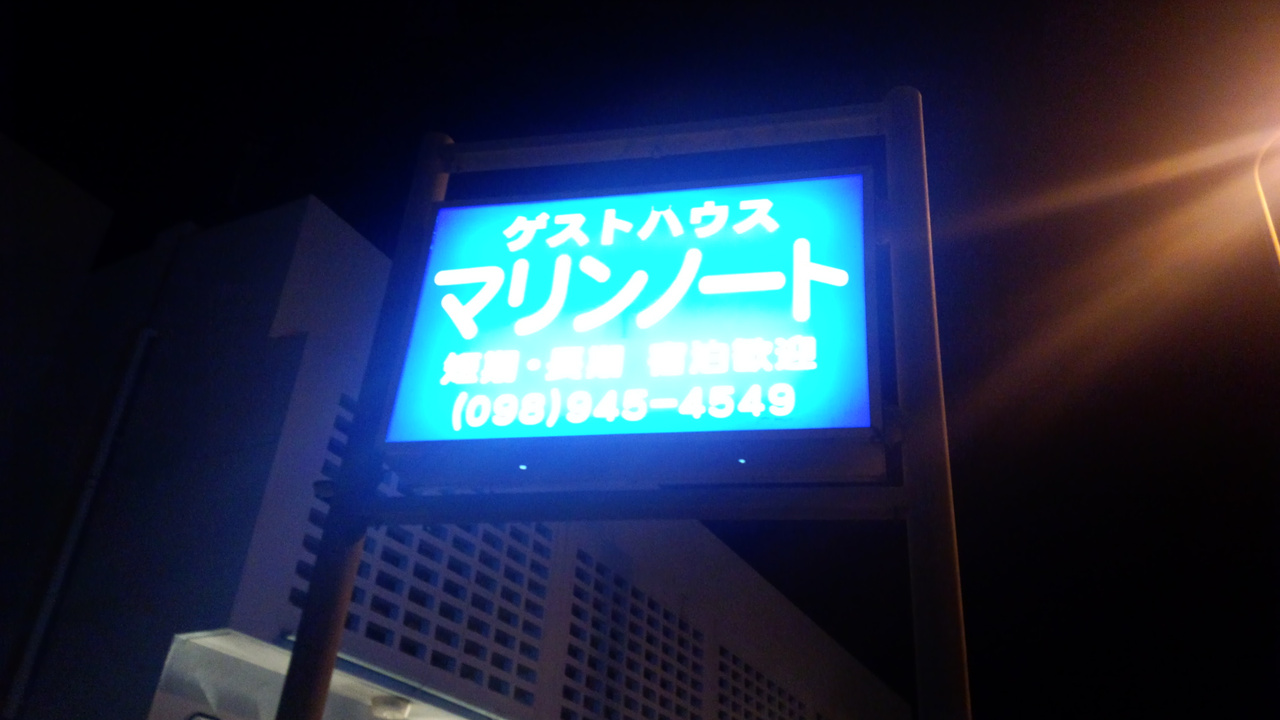 ゲストハウス
マリンノート
短期・長期 宿泊歓迎
(098)945-4549